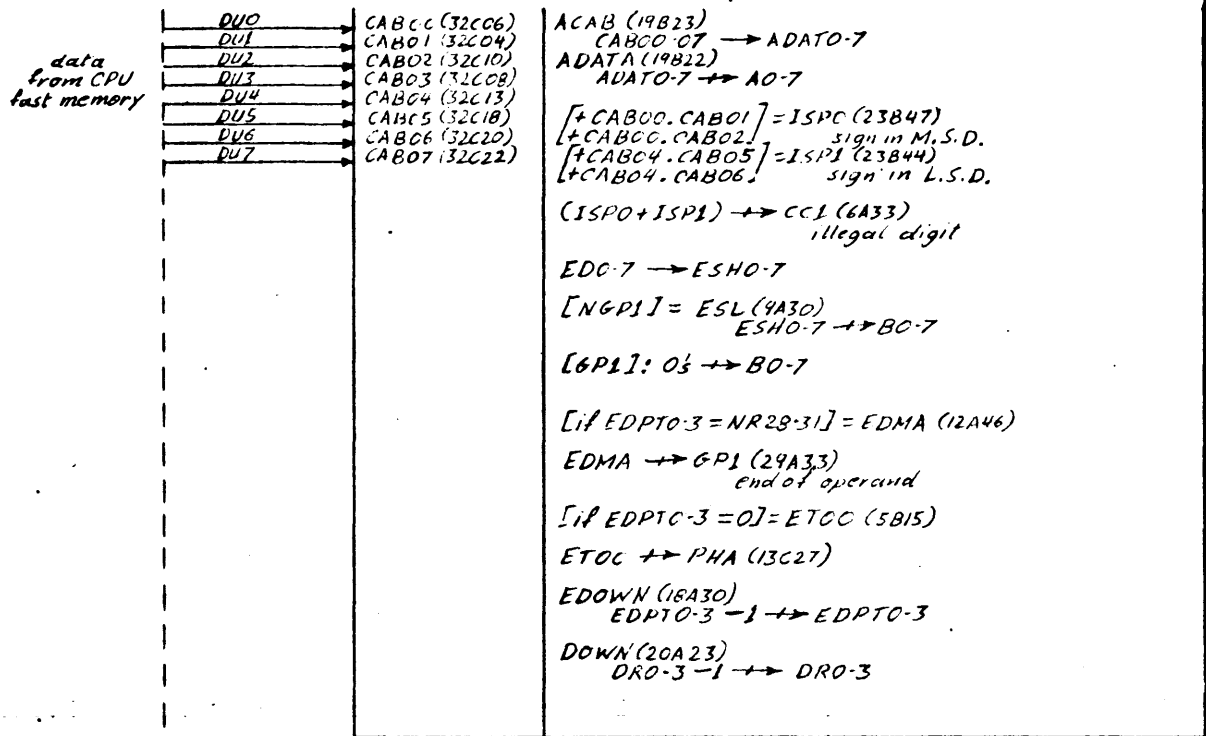 data
from CPU
fast memory
DU0
DU1
DU2
DU3
DU4
DU5
DU6
DU7
CAB00 (32C06)
CAB01 (32C04)
CAB02 (32C10)
CAB03 (32C08)
CAB04 (32C13)
CAB05 (32C18)
CAB06 (32C20)
CAB07 (32C22)
ACAB (19B23)
CAB00-07 → ADAT0-7
ADATA (19B22)
ADAT0-7 ↛ A0-7
[+CAB00.CAB01] = ISP0 (23B47)
[+CAB00.CAB02] sign in M.S.D.
[+CAB04.CAB05] = ISP1 (23B44)
[+CAB04.CAB06] sign in L.S.D.
(ISP0+ISP1) ↛ CC1 (6A33)
illegal digit
ED0-7 → ESH0-7
[NGP1] = ESL (9A30)
ESH0-7 ↛ B0-7
[GP1]: 0's ↛ B0-7
[if EDPT0-3 = NR28-31] = EDMA (12A46)
EDMA ↛ GP1 (29A33)
end of operand
[if EDPT0-3 = 0] = ETOC (5B15)
ETOC ↛ PHA (13C27)
EDOWN (18A30)
EDPT0-3 -1 ↛ EDPT0-3
DOWN (20A23)
DR0-3 -1 ↛ DR0-3